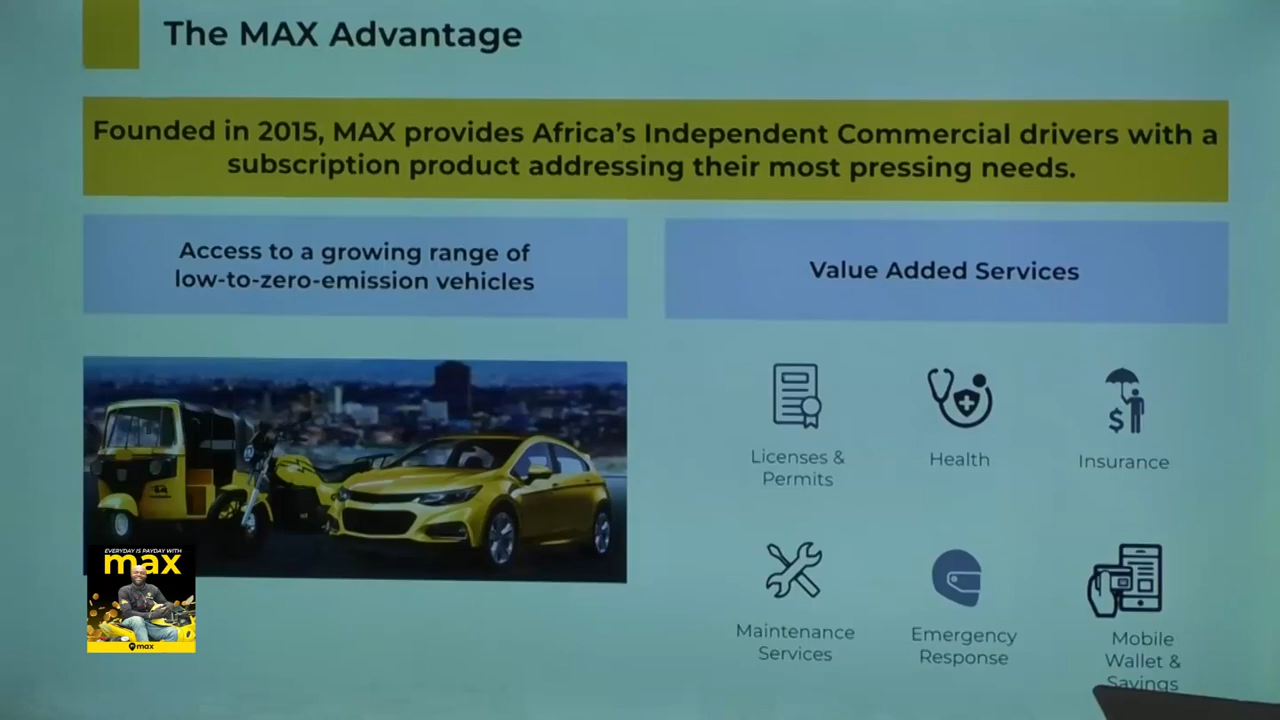 The MAX Advantage
Founded in 2015, MAX provides Africa's Independent Commercial drivers with a
subscription product addressing their most pressing needs.
Access to a growing range of
low-to-zero-emission vehicles
Value Added Services
Licenses &
Permits
Health
$
Insurance
Maintenance
Services
Emergency
Response
Mobile
Wallet &
Savings
EVERYDAY IS PAYDAY WITH
max
max